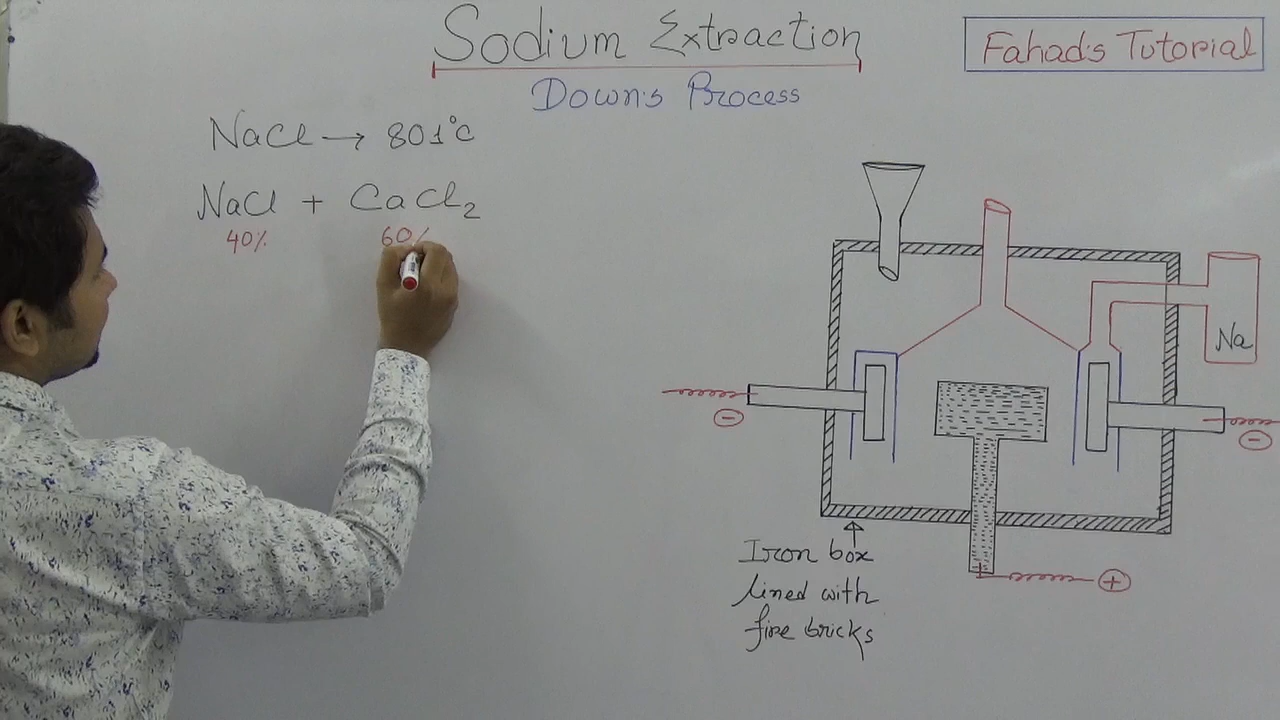 Sodium Extraction
Fahad's Tutorial
Down's Process
NaCl → 801°C
NaCl + CaCl₂
40% 60%
Na
⊖
⊖
Iron box
lined with
fire bricks
⊕